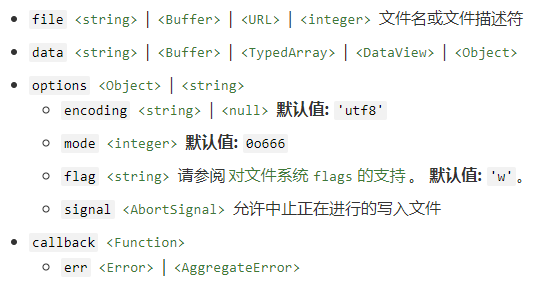 • file <string> | <Buffer> | <URL> | <integer> 文件名或文件描述符
• data <string> | <Buffer> | <TypedArray> | <DataView> | <Object>
• options <Object> | <string>
◦ encoding <string> | <null> 默认值: 'utf8'
◦ mode <integer> 默认值: 0o666
◦ flag <string> 请参阅 对文件系统 flags 的支持 。 默认值: 'w'。
◦ signal <AbortSignal> 允许中止正在进行的写入文件
• callback <Function>
◦ err <Error> | <AggregateError>